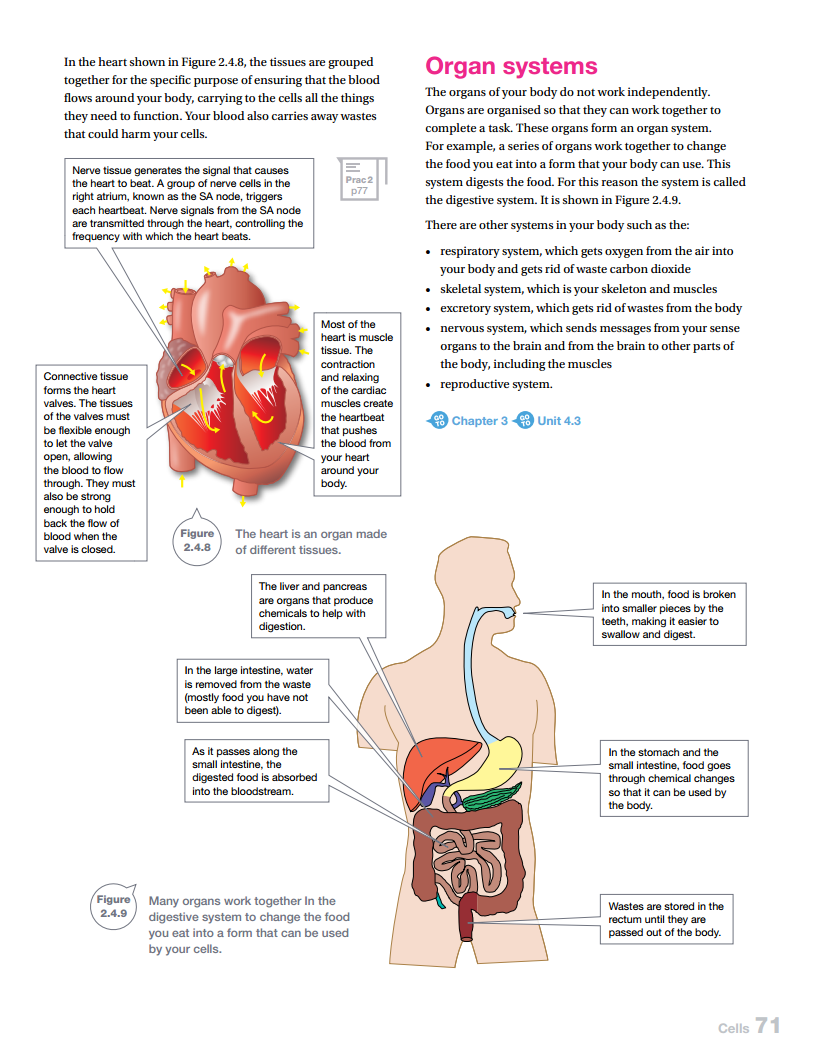 In the heart shown in Figure 2.4.8, the tissues are grouped
together for the specific purpose of ensuring that the blood
flows around your body, carrying to the cells all the things
they need to function. Your blood also carries away wastes
that could harm your cells.
Prac 2
p77
Nerve tissue generates the signal that causes
the heart to beat. A group of nerve cells in the
right atrium, known as the SA node, triggers
each heartbeat. Nerve signals from the SA node
are transmitted through the heart, controlling the
frequency with which the heart beats.
Most of the
heart is muscle
tissue. The
contraction
and relaxing
of the cardiac
muscles create
the heartbeat
that pushes
the blood from
your heart
around your
body.
Connective tissue
forms the heart
valves. The tissues
of the valves must
be flexible enough
to let the valve
open, allowing
the blood to flow
through. They must
also be strong
enough to hold
back the flow of
blood when the
valve is closed.
Figure
2.4.8
The heart is an organ made
of different tissues.
Organ systems
The organs of your body do not work independently.
Organs are organised so that they can work together to
complete a task. These organs form an organ system.
For example, a series of organs work together to change
the food you eat into a form that your body can use. This
system digests the food. For this reason the system is called
the digestive system. It is shown in Figure 2.4.9.
There are other systems in your body such as the:
• respiratory system, which gets oxygen from the air into
your body and gets rid of waste carbon dioxide
• skeletal system, which is your skeleton and muscles
• excretory system, which gets rid of wastes from the body
• nervous system, which sends messages from your sense
organs to the brain and from the brain to other parts of
the body, including the muscles
• reproductive system.
GO TO Chapter 3 GO TO Unit 4.3
The liver and pancreas
are organs that produce
chemicals to help with
digestion.
In the mouth, food is broken
into smaller pieces by the
teeth, making it easier to
swallow and digest.
In the large intestine, water
is removed from the waste
(mostly food you have not
been able to digest).
As it passes along the
small intestine, the
digested food is absorbed
into the bloodstream.
In the stomach and the
small intestine, food goes
through chemical changes
so that it can be used by
the body.
Wastes are stored in the
rectum until they are
passed out of the body.
Figure
2.4.9
Many organs work together In the
digestive system to change the food
you eat into a form that can be used
by your cells.
Cells 71